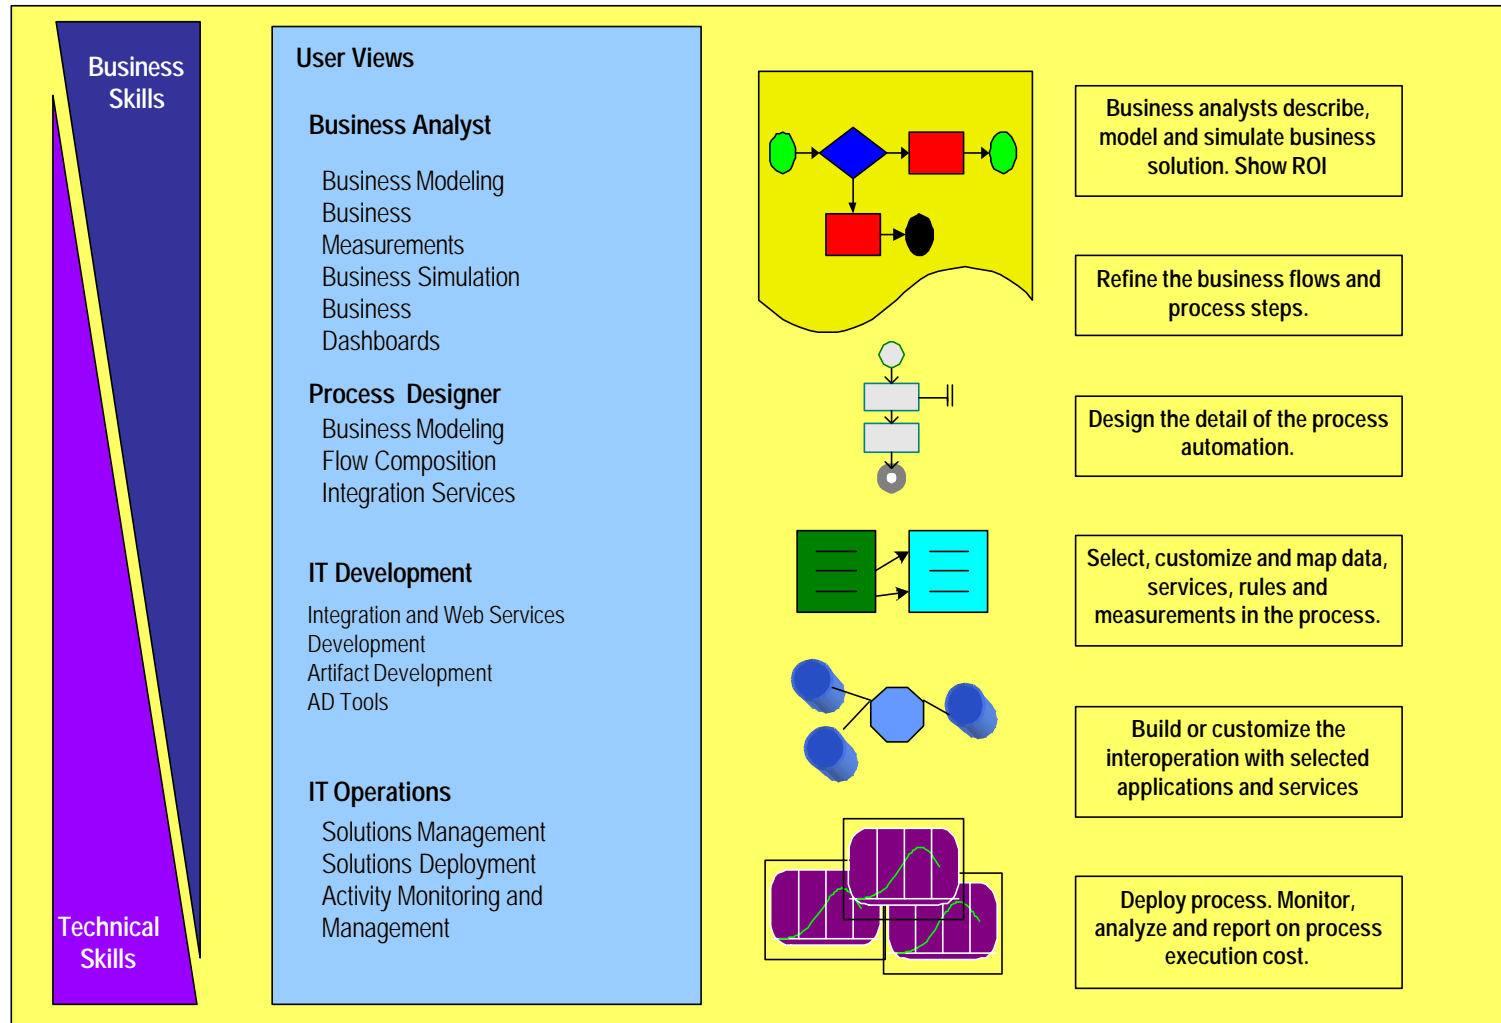 Business
Skills
Technical
Skills
User Views
Business Analyst
Business Modeling
Business
Measurements
Business Simulation
Business
Dashboards
Process Designer
Business Modeling
Flow Composition
Integration Services
IT Development
Integration and Web Services
Development
Artifact Development
AD Tools
IT Operations
Solutions Management
Solutions Deployment
Activity Monitoring and
Management
Business analysts describe,
model and simulate business
solution. Show ROI
Refine the business flows and
process steps.
Design the detail of the process
automation.
Select, customize and map data,
services, rules and
measurements in the process.
Build or customize the
interoperation with selected
applications and services
Deploy process. Monitor,
analyze and report on process
execution cost.